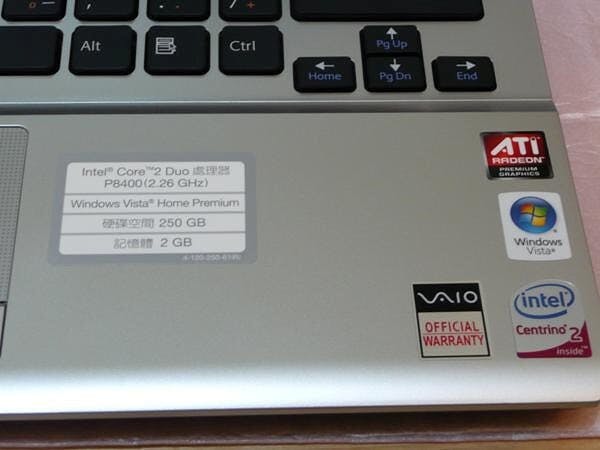 Alt
Ctrl
Pg Up
Home
Pg Dn
End
Intel® Core™2 Duo 處理器
P8400(2.26 GHz)
Windows Vista® Home Premium
硬碟空間 250 GB
記憶體 2 GB
ATI
RADEON
PREMIUM
GRAPHICS
Windows
Vista®
VAIO
OFFICIAL
WARRANTY
intel
Centrino 2
inside™